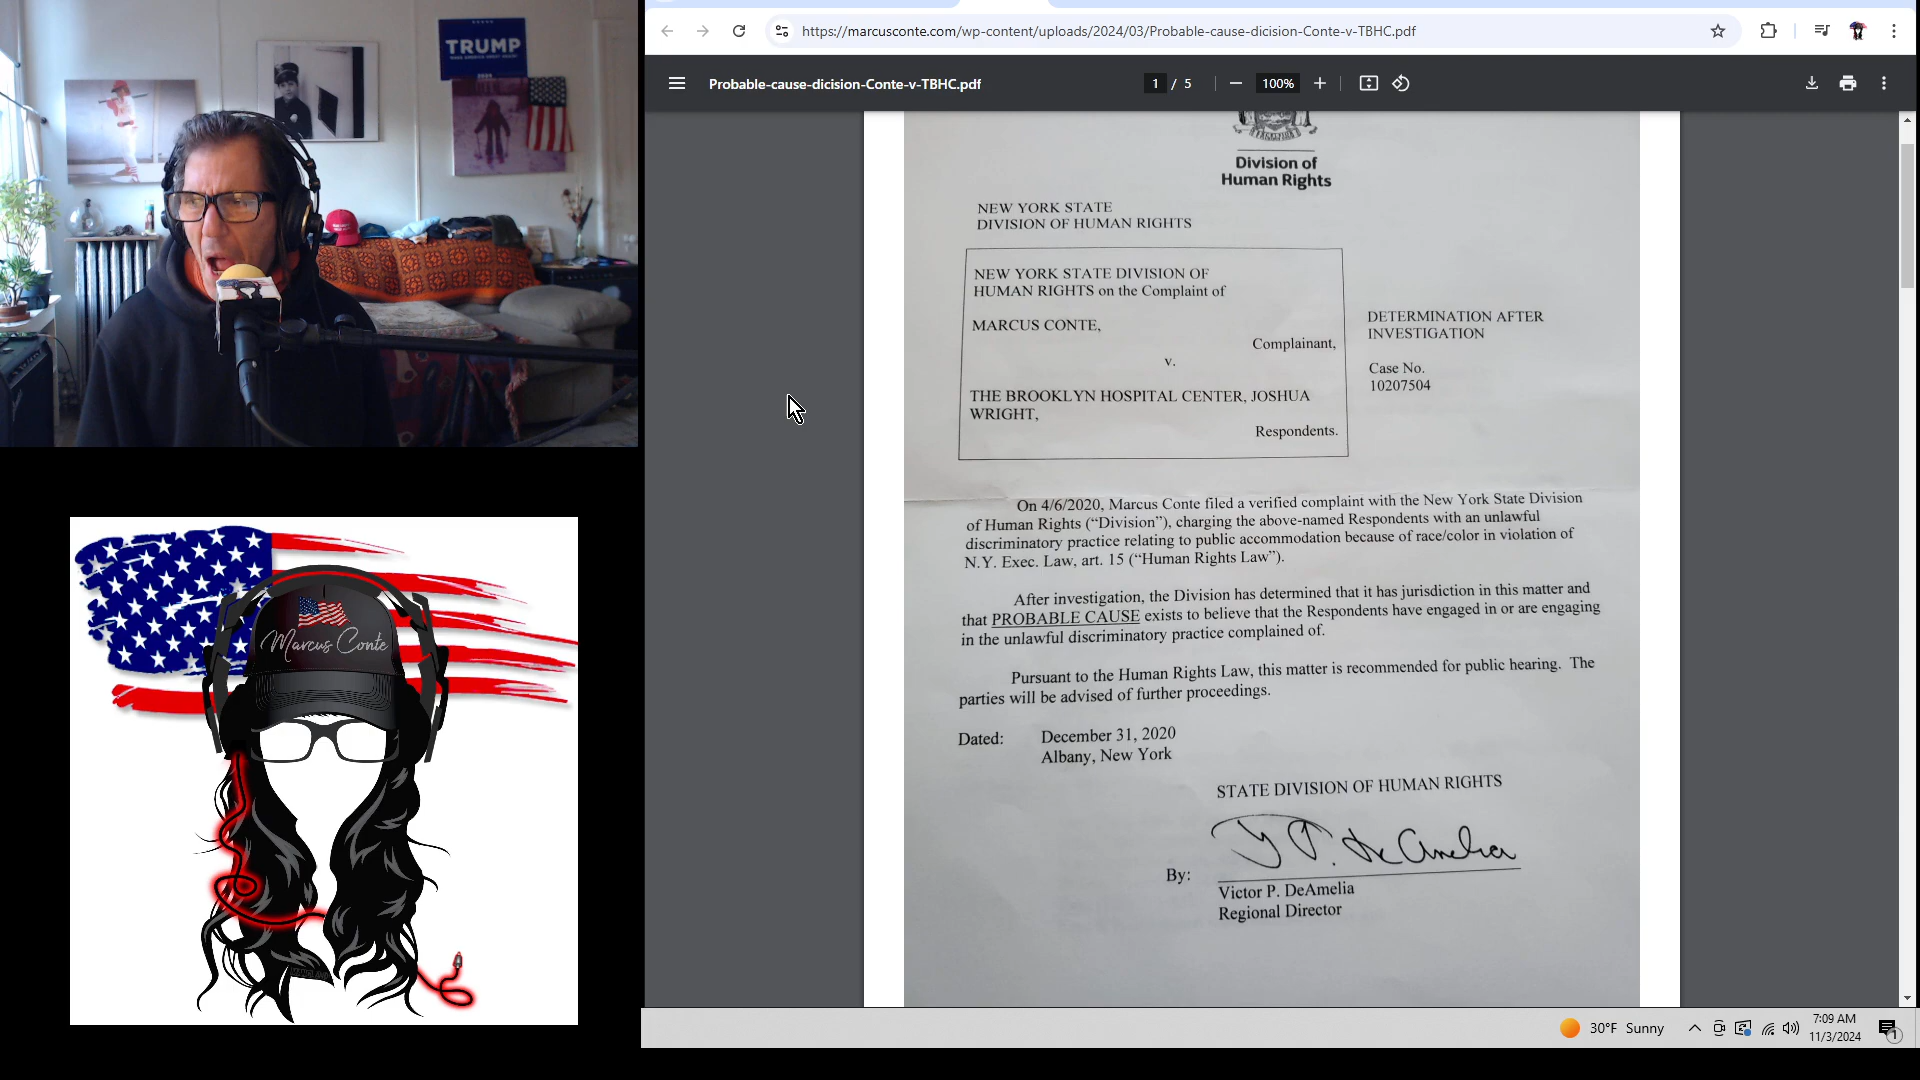 TRUMP
Marcus Conte
https://marcusconte.com/wp-content/uploads/2024/03/Probable-cause-dicision-Conte-v-TBHC.pdf
Probable-cause-dicision-Conte-v-TBHC.pdf
1 / 5
100%
Division of
Human Rights
NEW YORK STATE
DIVISION OF HUMAN RIGHTS
NEW YORK STATE DIVISION OF
HUMAN RIGHTS on the Complaint of
MARCUS CONTE,
Complainant,
v.
THE BROOKLYN HOSPITAL CENTER, JOSHUA
WRIGHT,
Respondents.
DETERMINATION AFTER
INVESTIGATION
Case No.
10207504
On 4/6/2020, Marcus Conte filed a verified complaint with the New York State Division
of Human Rights (“Division”), charging the above-named Respondents with an unlawful
discriminatory practice relating to public accommodation because of race/color in violation of
N.Y. Exec. Law, art. 15 (“Human Rights Law”).
After investigation, the Division has determined that it has jurisdiction in this matter and
that PROBABLE CAUSE exists to believe that the Respondents have engaged in or are engaging
in the unlawful discriminatory practice complained of.
Pursuant to the Human Rights Law, this matter is recommended for public hearing. The
parties will be advised of further proceedings.
Dated: December 31, 2020
Albany, New York
STATE DIVISION OF HUMAN RIGHTS
By:
Victor P. DeAmelia
Regional Director
30°F Sunny
7:09 AM
11/3/2024
1